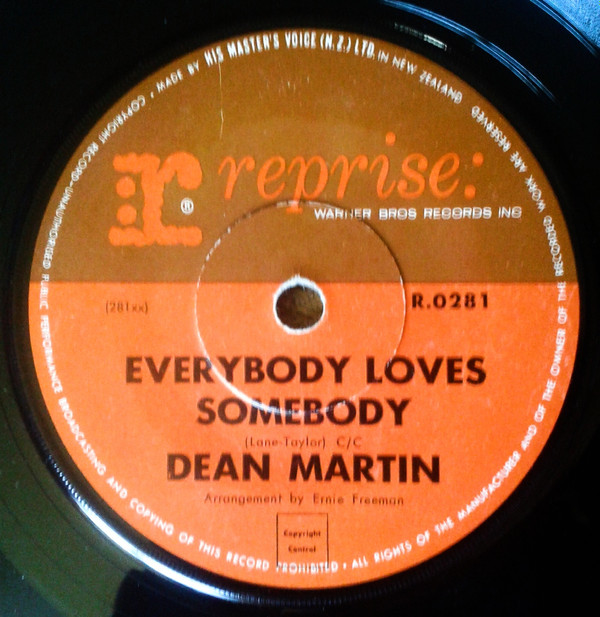 MADE BY HIS MASTER'S VOICE (N.Z.) LTD. IN NEW ZEALAND
COPYRIGHT RECORD-UNAUTHORISED PUBLIC PERFORMANCE BROADCASTING AND COPYING OF THIS RECORD PROHIBITED • ALL RIGHTS OF THE MANUFACTURER AND OF THE OWNER OF THE RECORDED WORK ARE RESERVED
r reprise:
®
WARNER BROS RECORDS INC
(281xx)
R.0281
EVERYBODY LOVES
SOMEBODY
(Lane-Taylor) C/C
DEAN MARTIN
Arrangement by Ernie Freeman
Copyright
Control